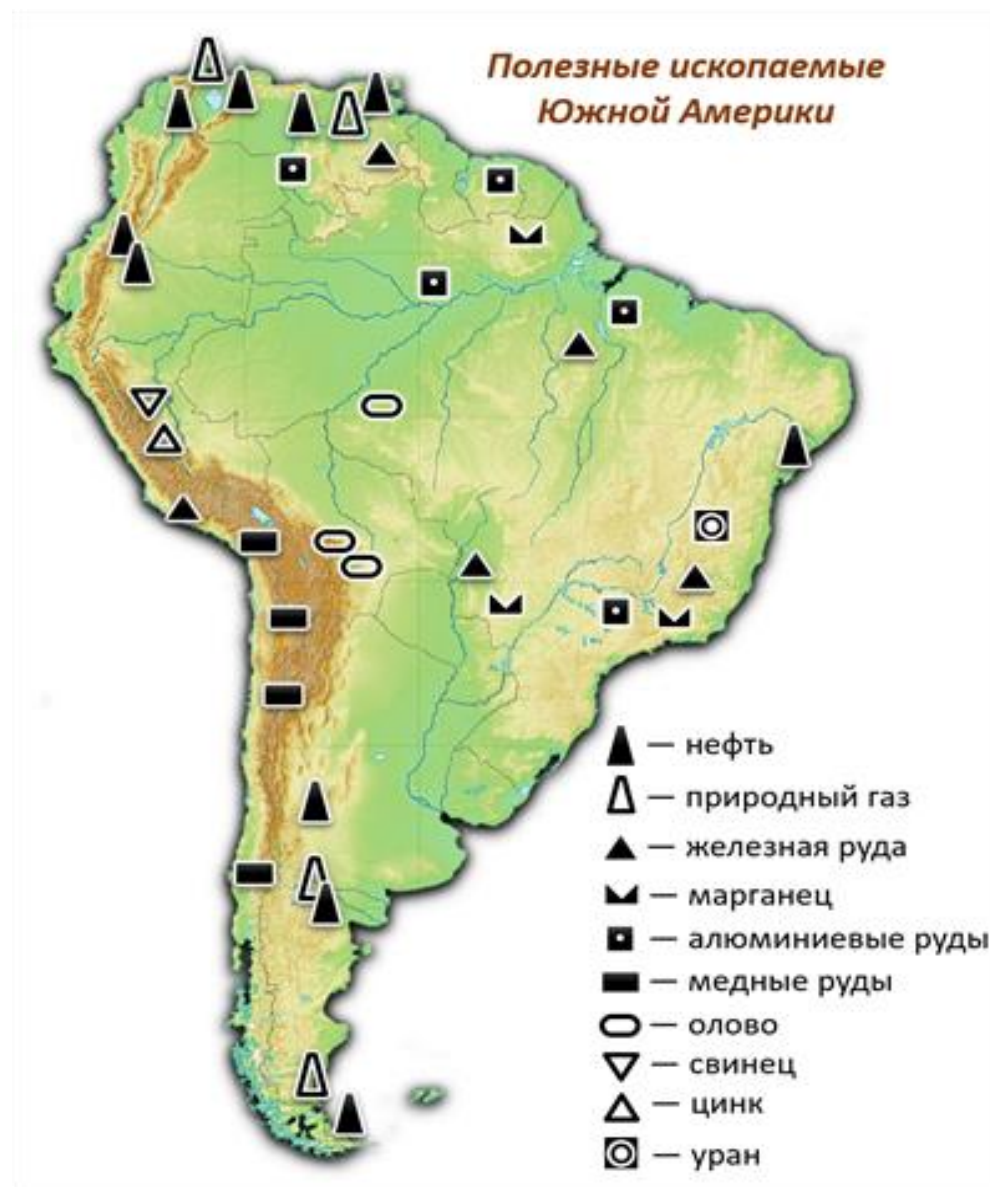 Полезные ископаемые
Южной Америки
— нефть
— природный газ
— железная руда
— марганец
— алюминиевые руды
— медные руды
— олово
— свинец
— цинк
— уран